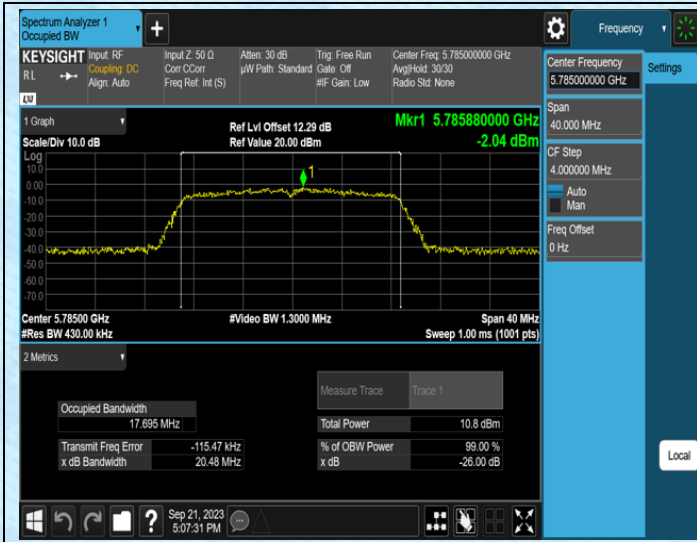 Spectrum Analyzer 1
Occupied BW
Frequency
KEYSIGHT
Input: RF
Coupling: DC
Align: Auto
Input Z: 50 Ω
Corr CCorr
Freq Ref: Int (S)
Atten: 30 dB
µW Path: Standard
Trig: Free Run
Gate: Off
#IF Gain: Low
Center Freq: 5.785000000 GHz
Avg|Hold: 30/30
Radio Std: None
RL
LXI
1 Graph
Scale/Div 10.0 dB
Ref Lvl Offset 12.29 dB
Ref Value 20.00 dBm
Mkr1 5.785880000 GHz
-2.04 dBm
Log
10.0
0.00
-10.0
-20.0
-30.0
-40.0
-50.0
-60.0
-70.0
1
Center 5.78500 GHz
#Res BW 430.00 kHz
#Video BW 1.3000 MHz
Span 40 MHz
Sweep 1.00 ms (1001 pts)
2 Metrics
Measure Trace
Trace 1
Occupied Bandwidth
17.695 MHz
Total Power
10.8 dBm
Transmit Freq Error
-115.47 kHz
% of OBW Power
99.00 %
x dB Bandwidth
20.48 MHz
x dB
-26.00 dB
Sep 21, 2023
5:07:31 PM
Center Frequency
5.785000000 GHz
Span
40.000 MHz
CF Step
4.000000 MHz
Auto
Man
Freq Offset
0 Hz
Settings
Local